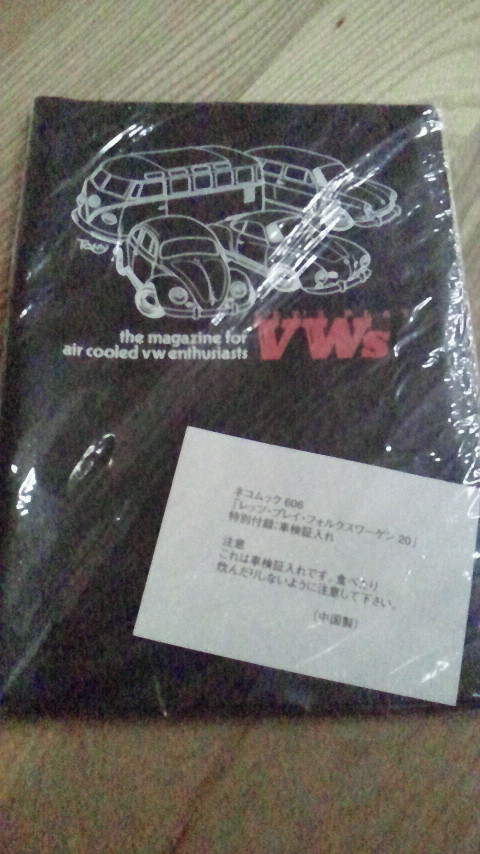 the magazine for
air cooled vw enthusiasts
VWs
ネコムック 606
「レッツ・プレイ・フォルクスワーゲン 20」
特別付録:車検証入れ
注意
これは車検証入れです。食べたり
飲んだりしないように注意して下さい。
(中国製)